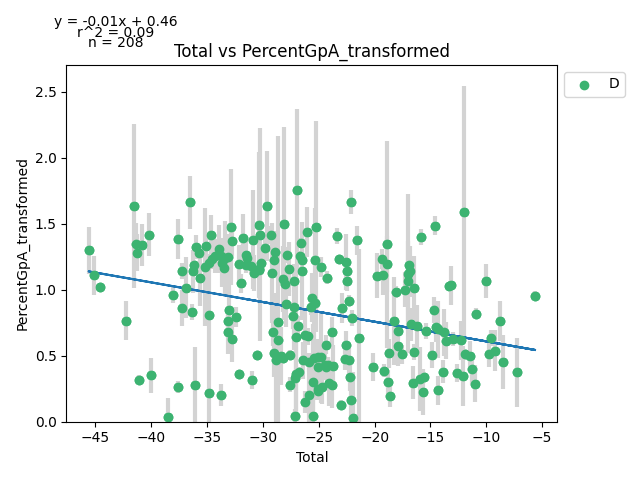 y = -0.01x + 0.46
r^2 = 0.09
n = 208
Total vs PercentGpA_transformed
D
PercentGpA_transformed
2.5
2.0
1.5
1.0
0.5
0.0
−45 −40 −35 −30 −25 −20 −15 −10 −5
Total